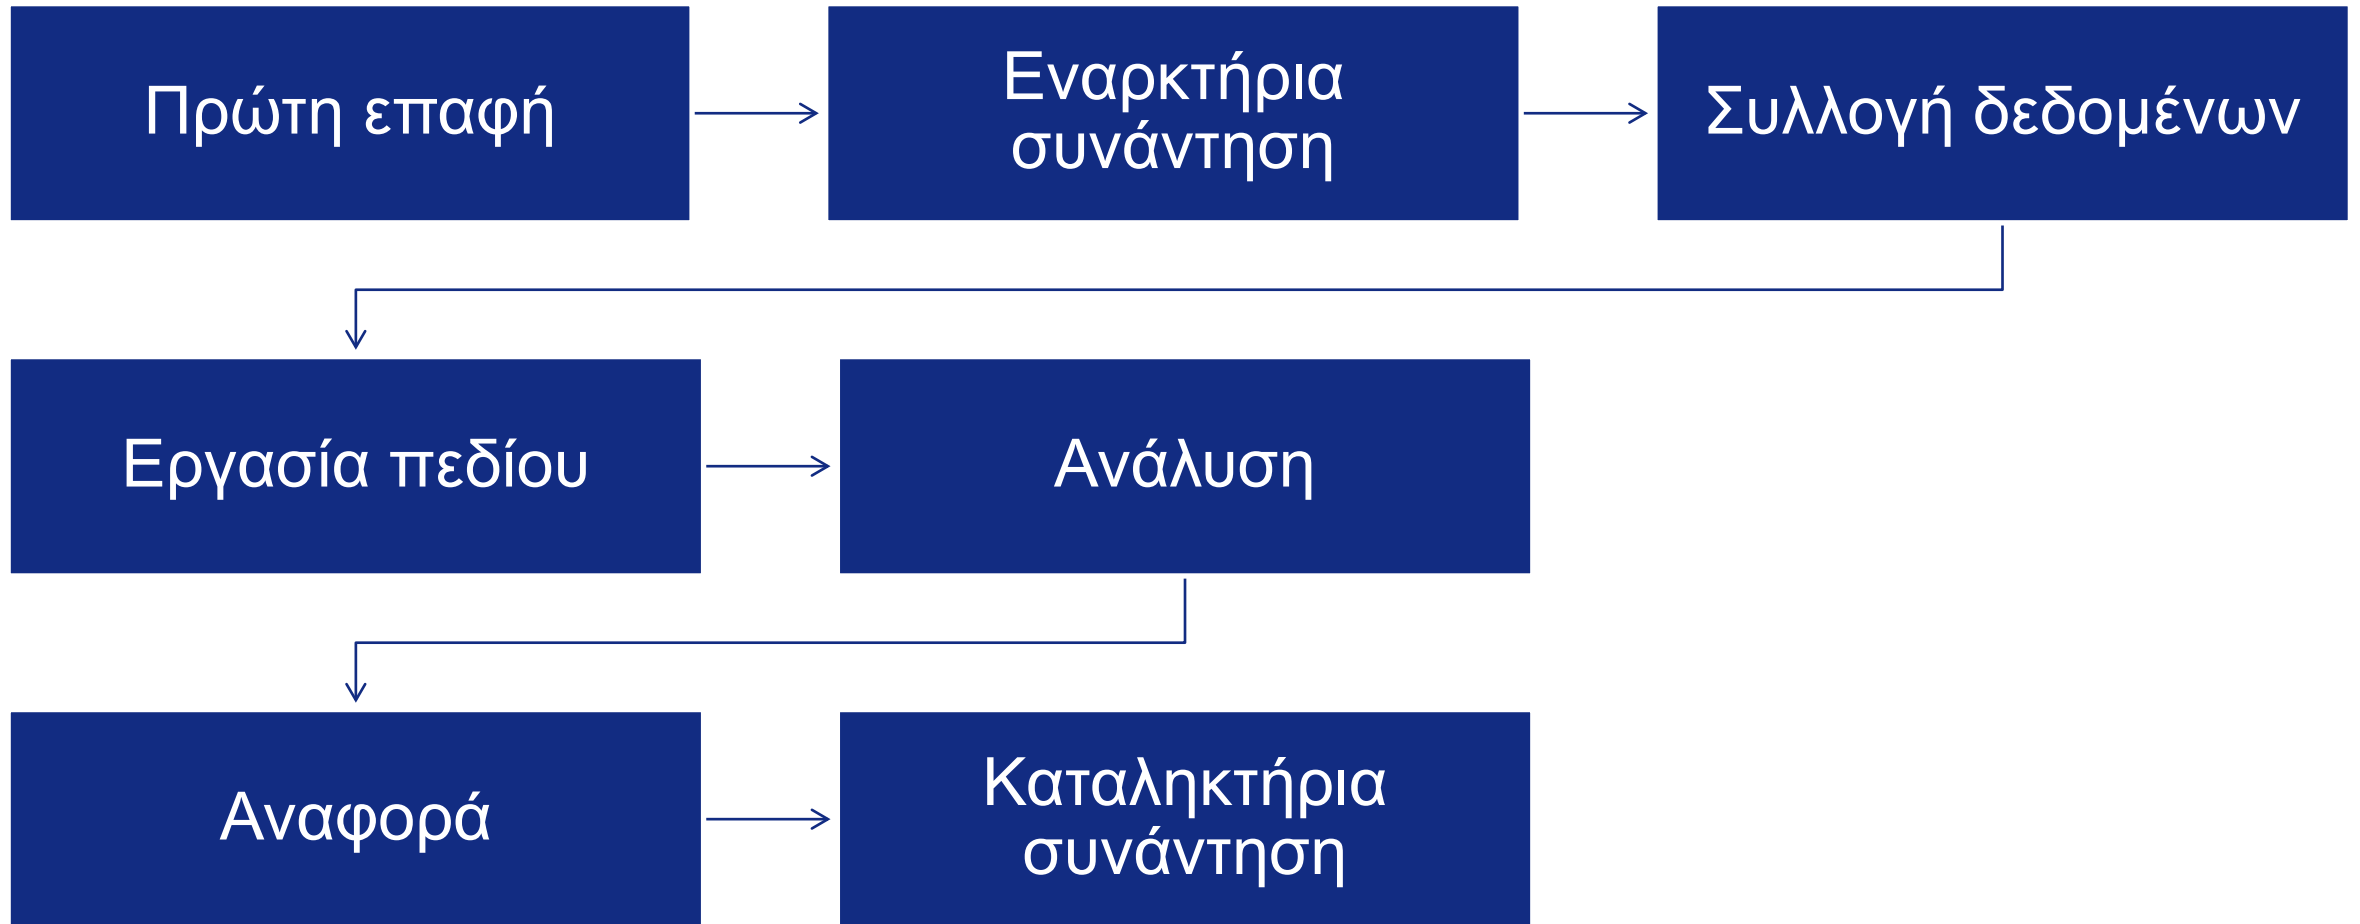 Πρώτη επαφή
Εναρκτήρια
συνάντηση
Συλλογή δεδομένων
Εργασία πεδίου
Ανάλυση
Αναφορά
Καταληκτήρια
συνάντηση